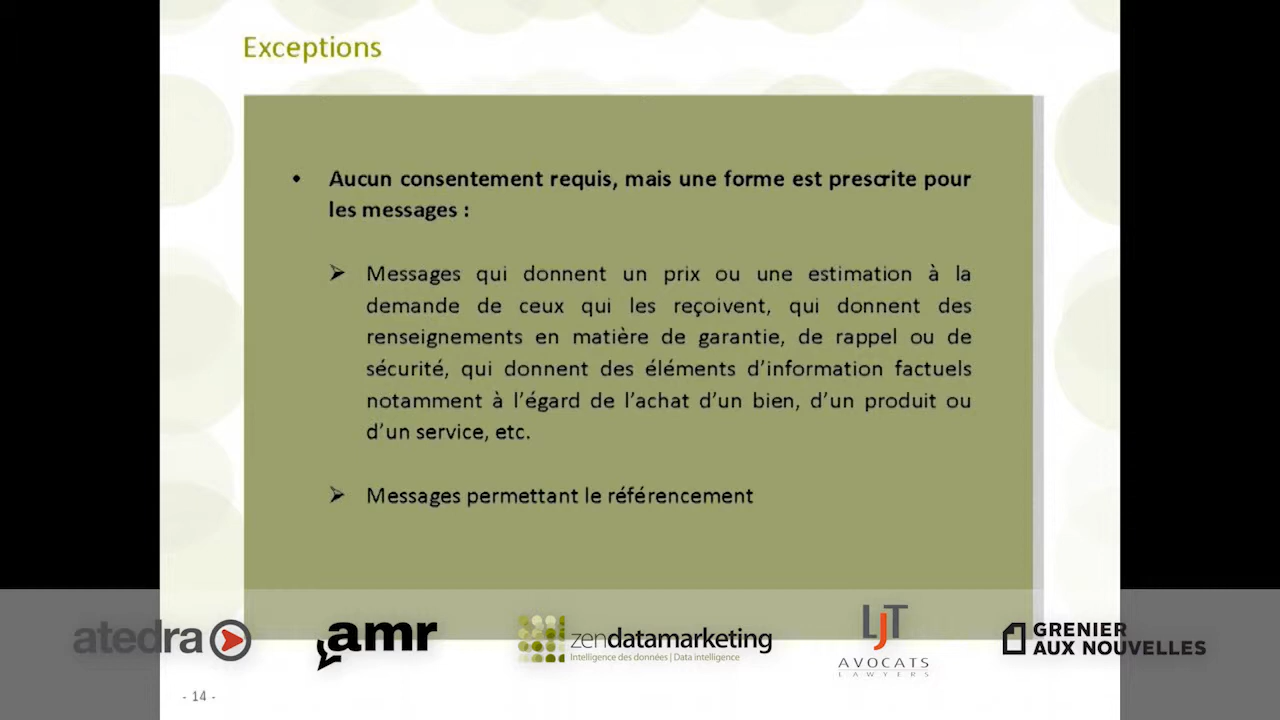 Exceptions
• Aucun consentement requis, mais une forme est prescrite pour
les messages :
➢ Messages qui donnent un prix ou une estimation à la
demande de ceux qui les reçoivent, qui donnent des
renseignements en matière de garantie, de rappel ou de
sécurité, qui donnent des éléments d’information factuels
notamment à l’égard de l’achat d’un bien, d’un produit ou
d’un service, etc.
➢ Messages permettant le référencement
atedra
amr
zendatamarketing
Intelligence des données | Data intelligence
LJT
AVOCATS
LAWYERS
GRENIER
AUX NOUVELLES
- 14 -